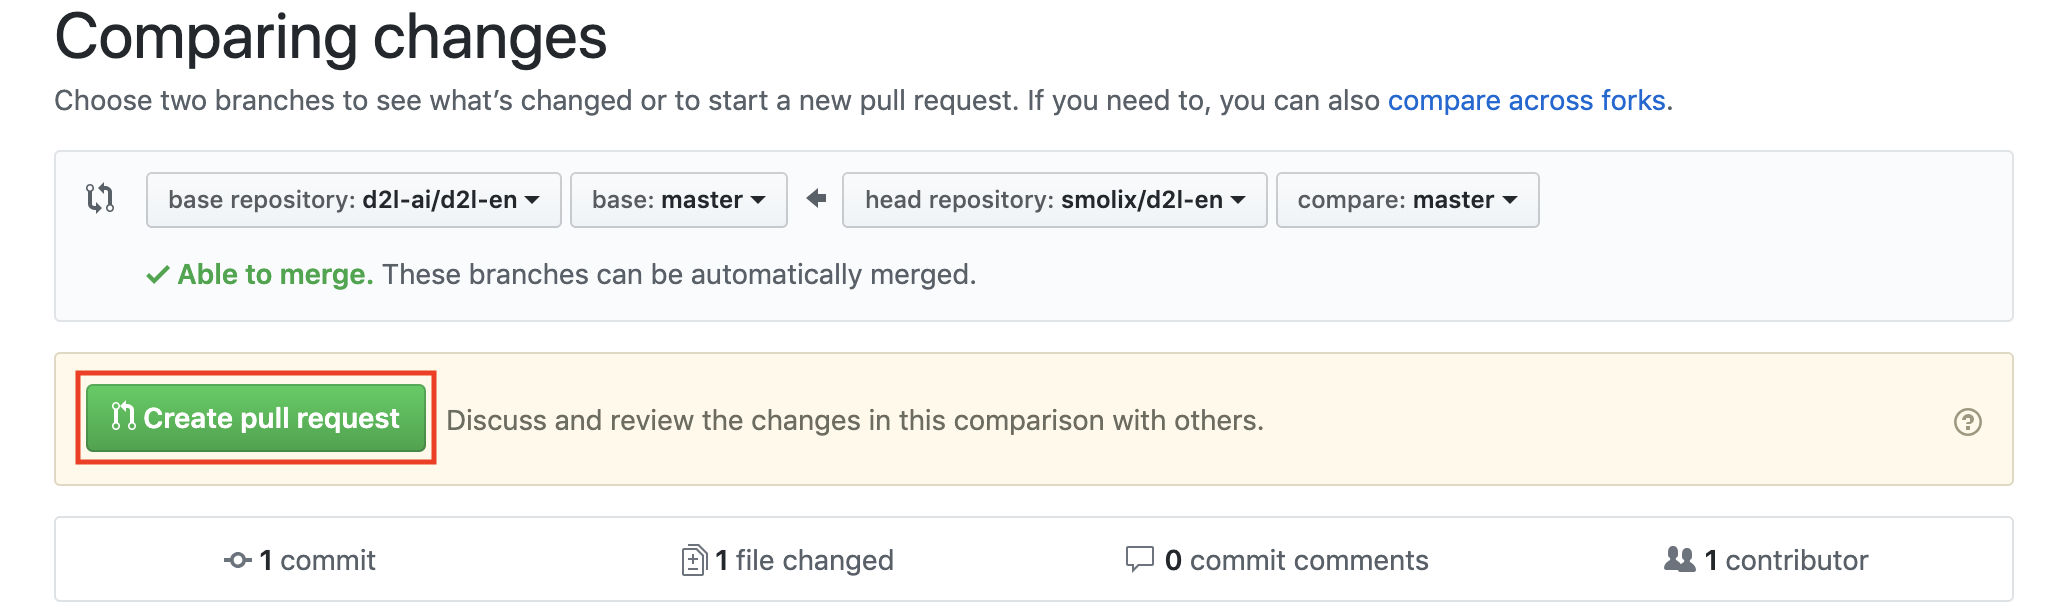 Comparing changes
Choose two branches to see what’s changed or to start a new pull request. If you need to, you can also compare across forks.
base repository: d2l-ai/d2l-en base: master head repository: smolix/d2l-en compare: master
Able to merge. These branches can be automatically merged.
Create pull request Discuss and review the changes in this comparison with others.
1 commit 1 file changed 0 commit comments 1 contributor